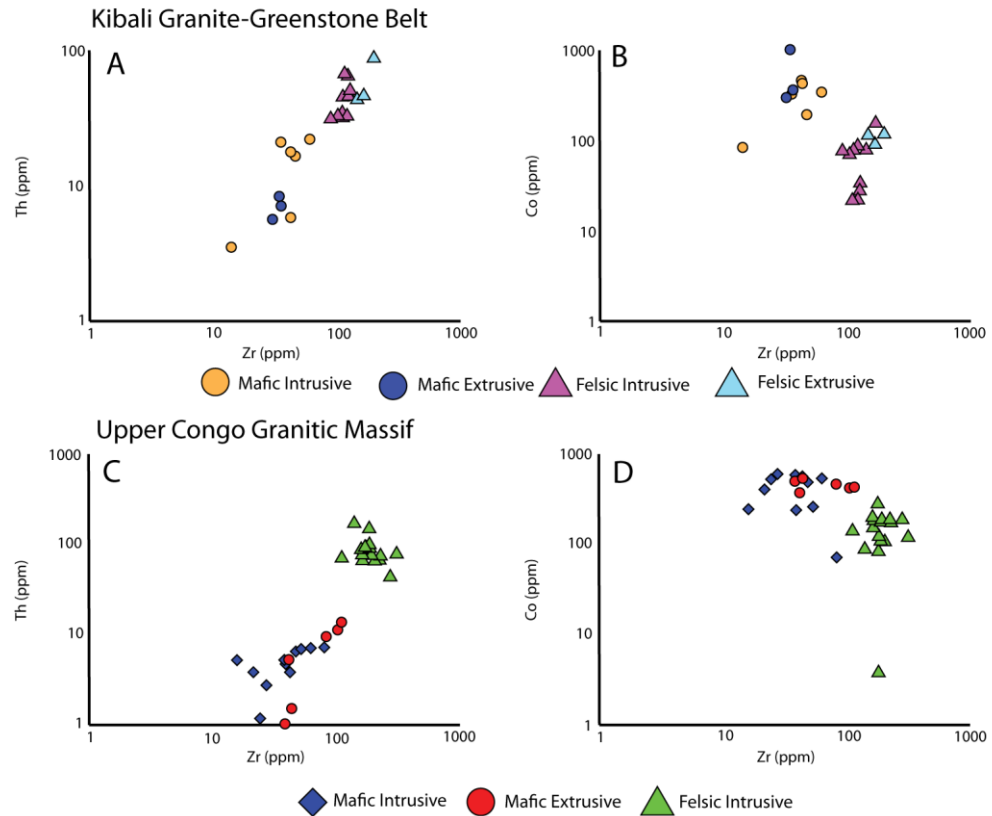 Kibali Granite-Greenstone Belt
A
100
10
1
Th (ppm)
1
10
100
1000
Zr (ppm)
B
1000
100
10
1
Co (ppm)
1
10
100
1000
Zr (ppm)
Mafic Intrusive
Mafic Extrusive
Felsic Intrusive
Felsic Extrusive
Upper Congo Granitic Massif
C
1000
100
10
1
Th (ppm)
1
10
100
1000
Zr (ppm)
D
1000
100
10
1
Co (ppm)
1
10
100
1000
Zr (ppm)
Mafic Intrusive
Mafic Extrusive
Felsic Intrusive